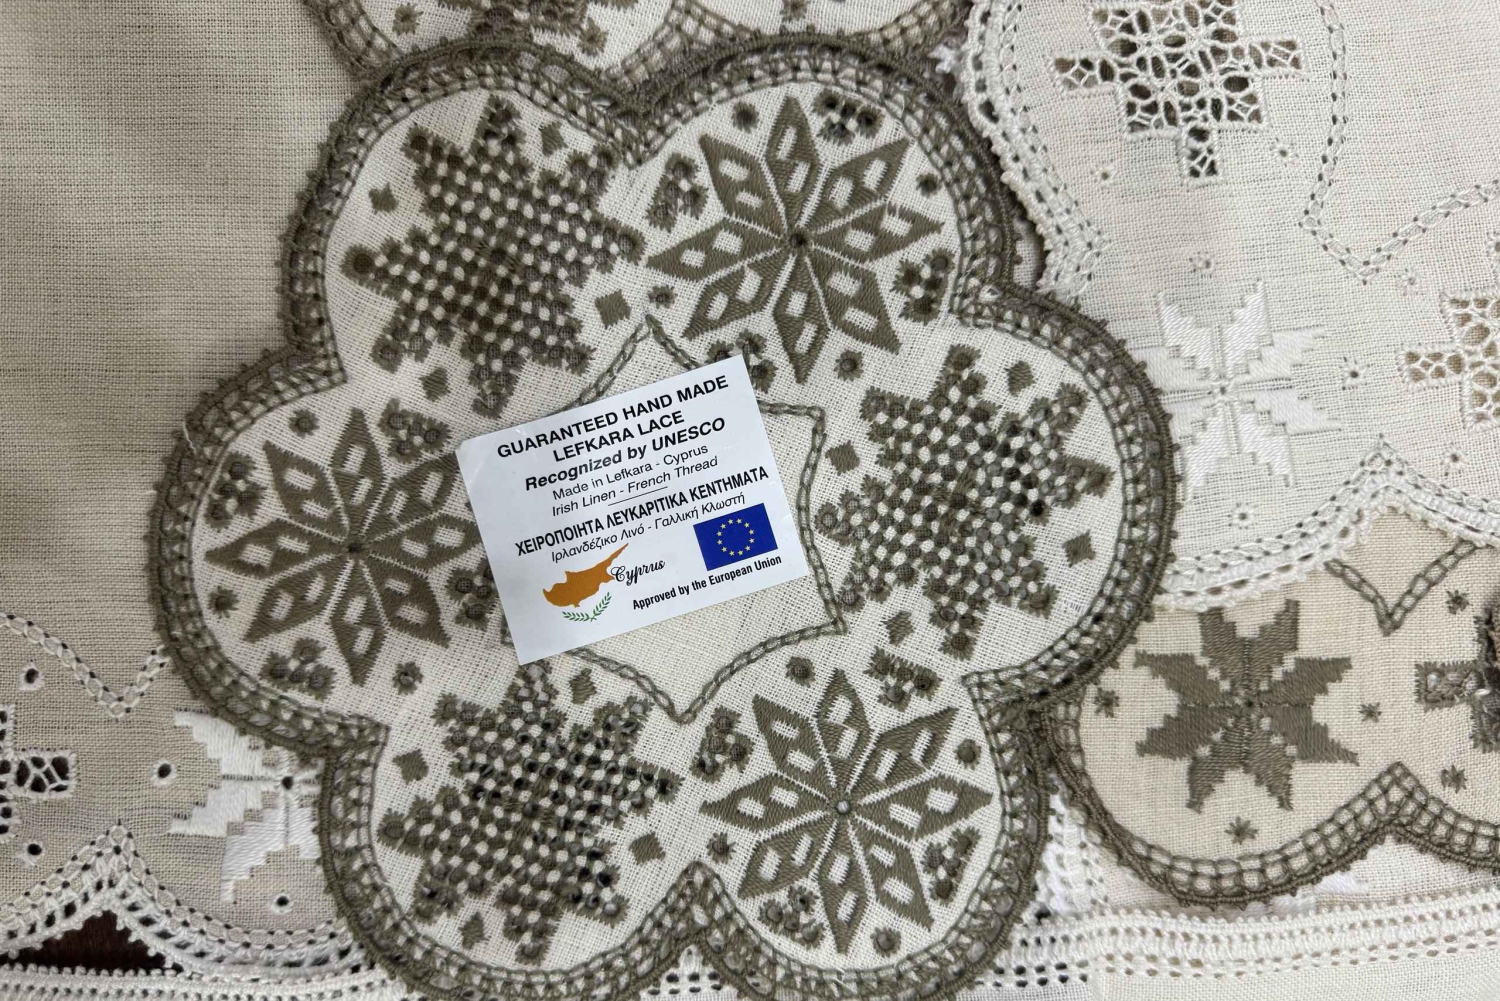 GUARANTEED HAND MADE
LEFKARA LACE
Recognized by UNESCO
Made in Lefkara - Cyprus
Irish Linen - French Thread
ΧΕΙΡΟΠΟΙΗΤΑ ΛΕΥΚΑΡΙΤΙΚΑ ΚΕΝΤΗΜΑΤΑ
Ιρλανδέζικο Λινό - Γαλλική Κλωστή
Cyprus
Approved by the European Union